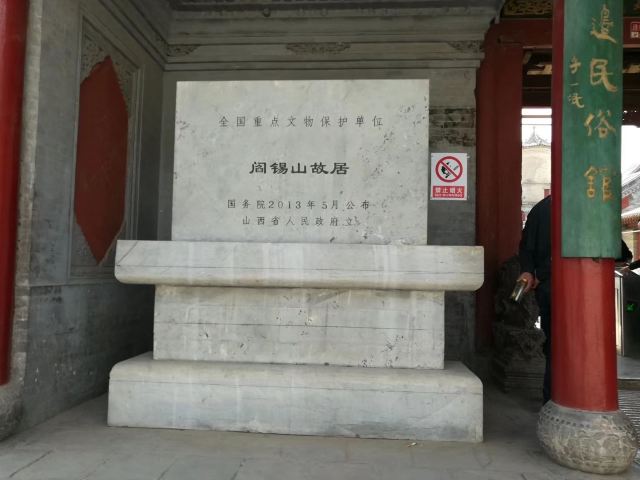 全国重点文物保护单位
阎锡山故居
国务院2013年5月公布
山西省人民政府立
禁止烟火
邉民俗館